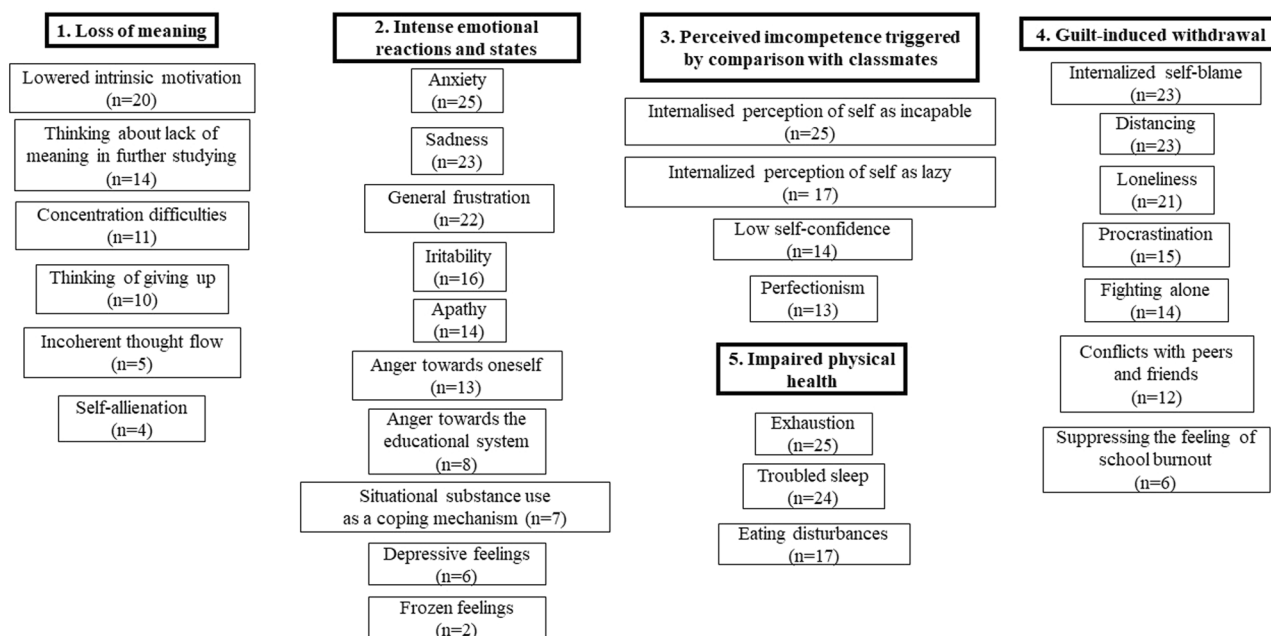 1. Loss of meaning
Lowered intrinsic motivation
(n=20)
Thinking about lack of
meaning in further studying
(n=14)
Concentration difficulties
(n=11)
Thinking of giving up
(n=10)
Incoherent thought flow
(n=5)
Self-allienation
(n=4)
2. Intense emotional
reactions and states
Anxiety
(n=25)
Sadness
(n=23)
General frustration
(n=22)
Iritability
(n=16)
Apathy
(n=14)
Anger towards oneself
(n=13)
Anger towards the
educational system
(n=8)
Situational substance use
as a coping mechanism (n=7)
Depressive feelings
(n=6)
Frozen feelings
(n=2)
3. Perceived imcompetence triggered
by comparison with classmates
Internalised perception of self as incapable
(n=25)
Internalized perception of self as lazy
(n= 17)
Low self-confidence
(n=14)
Perfectionism
(n=13)
5. Impaired physical
health
Exhaustion
(n=25)
Troubled sleep
(n=24)
Eating disturbances
(n=17)
4. Guilt-induced withdrawal
Internalized self-blame
(n=23)
Distancing
(n=23)
Loneliness
(n=21)
Procrastination
(n=15)
Fighting alone
(n=14)
Conflicts with peers
and friends
(n=12)
Suppressing the feeling of
school burnout
(n=6)